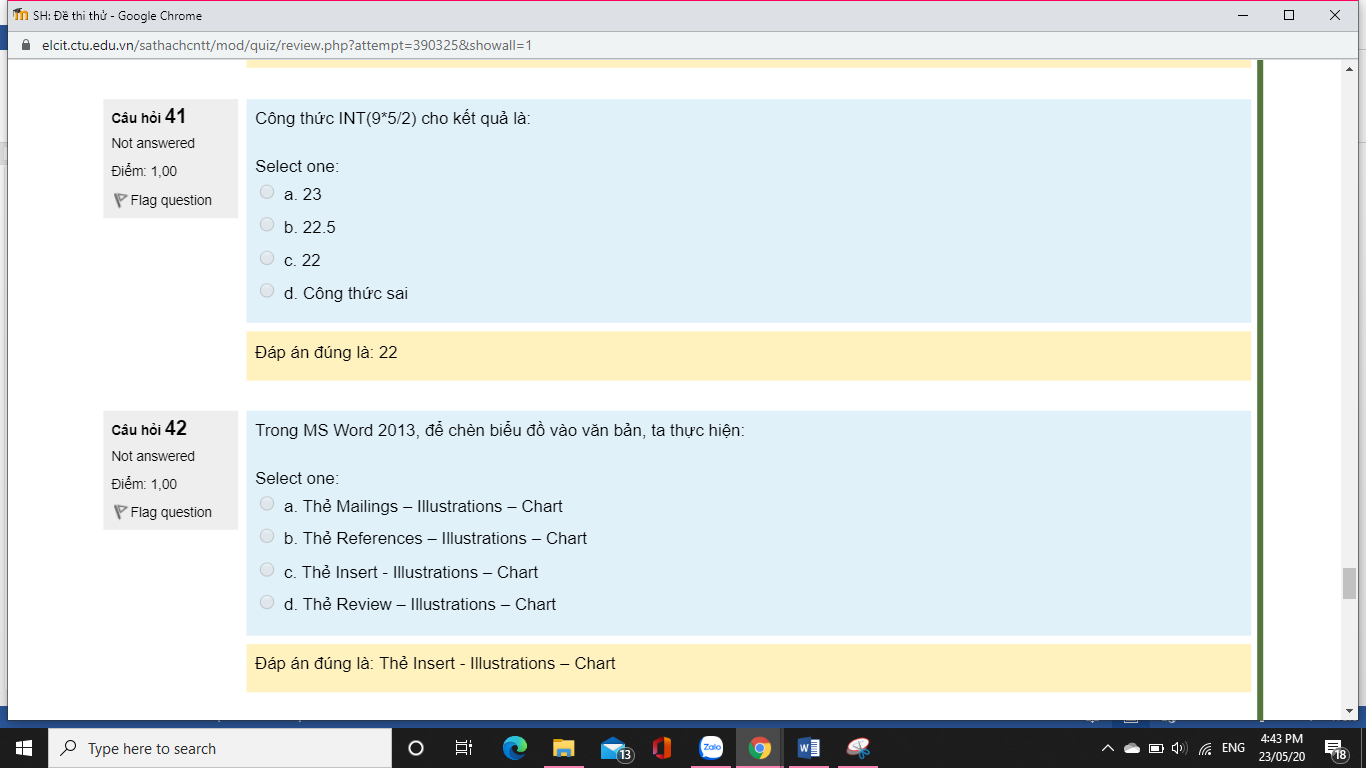 SH: Đề thi thử - Google Chrome
elcit.ctu.edu.vn/sathachcntt/mod/quiz/review.php?attempt=390325&showall=1
Câu hỏi 41
Not answered
Điểm: 1,00
Flag question
Công thức INT(9*5/2) cho kết quả là:
Select one:
a. 23
b. 22.5
c. 22
d. Công thức sai
Đáp án đúng là: 22
Câu hỏi 42
Not answered
Điểm: 1,00
Flag question
Trong MS Word 2013, để chèn biểu đồ vào văn bản, ta thực hiện:
Select one:
a. Thẻ Mailings – Illustrations – Chart
b. Thẻ References – Illustrations – Chart
c. Thẻ Insert - Illustrations – Chart
d. Thẻ Review – Illustrations – Chart
Đáp án đúng là: Thẻ Insert - Illustrations – Chart
Type here to search
13
Zalo
ENG
4:43 PM
23/05/20
18